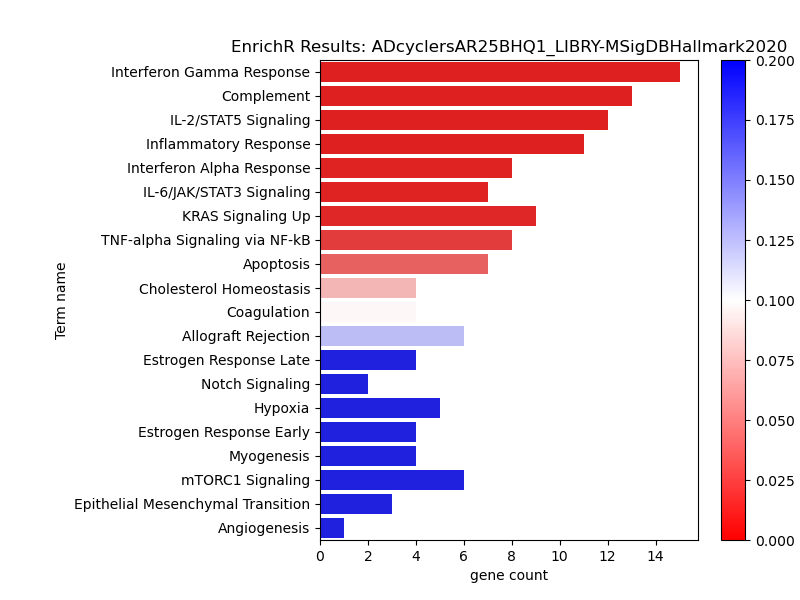 EnrichR Results: ADcyclersAR25BHQ1_LIBRY-MSigDBHallmark2020
Interferon Gamma Response
Complement
IL-2/STAT5 Signaling
Inflammatory Response
Interferon Alpha Response
IL-6/JAK/STAT3 Signaling
KRAS Signaling Up
TNF-alpha Signaling via NF-kB
Apoptosis
Cholesterol Homeostasis
Coagulation
Allograft Rejection
Estrogen Response Late
Notch Signaling
Hypoxia
Estrogen Response Early
Myogenesis
mTORC1 Signaling
Epithelial Mesenchymal Transition
Angiogenesis
Term name
0 2 4 6 8 10 12 14
gene count
0.200
0.175
0.150
0.125
0.100
0.075
0.050
0.025
0.000